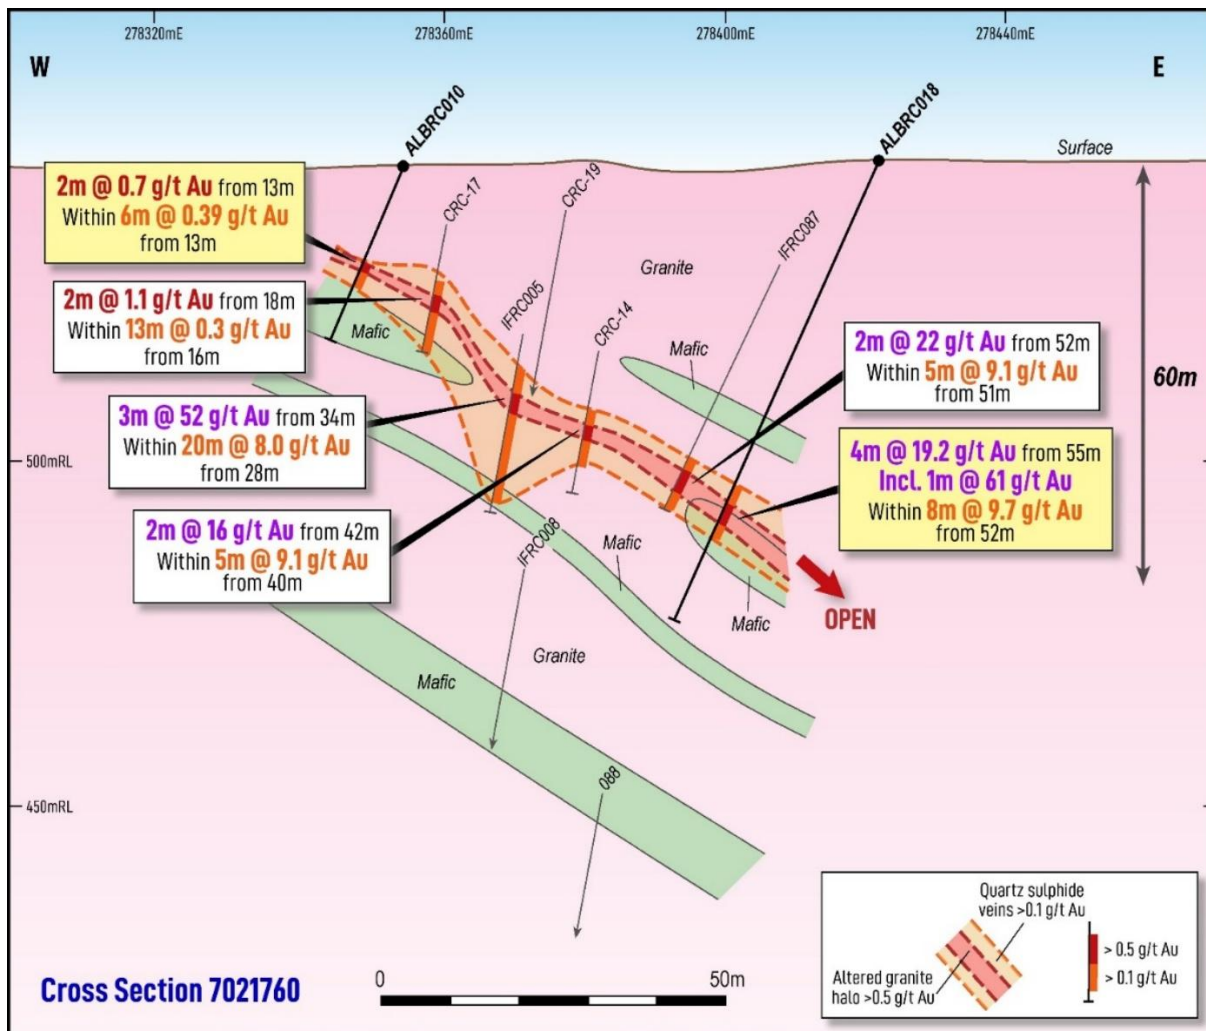 278320mE
278360mE
278400mE
278440mE
W
E
ALBRC010
ALBRC018
Surface
2m @ 0.7 g/t Au from 13m
Within 6m @ 0.39 g/t Au
from 13m
CRC-17
CRC-19
IFRC087
Granite
60m
2m @ 1.1 g/t Au from 18m
Within 13m @ 0.3 g/t Au
from 16m
Mafic
IFRC005
CRC-14
Mafic
2m @ 22 g/t Au from 52m
Within 5m @ 9.1 g/t Au
from 51m
3m @ 52 g/t Au from 34m
Within 20m @ 8.0 g/t Au
from 28m
500mRL
4m @ 19.2 g/t Au from 55m
Incl. 1m @ 61 g/t Au
Within 8m @ 9.7 g/t Au
from 52m
2m @ 16 g/t Au from 42m
Within 5m @ 9.1 g/t Au
from 40m
IFRC008
Mafic
Mafic
OPEN
Granite
Mafic
088
450mRL
Cross Section 7021760
0
50m
Quartz sulphide
veins >0.1 g/t Au
Altered granite
halo >0.5 g/t Au
> 0.5 g/t Au
> 0.1 g/t Au